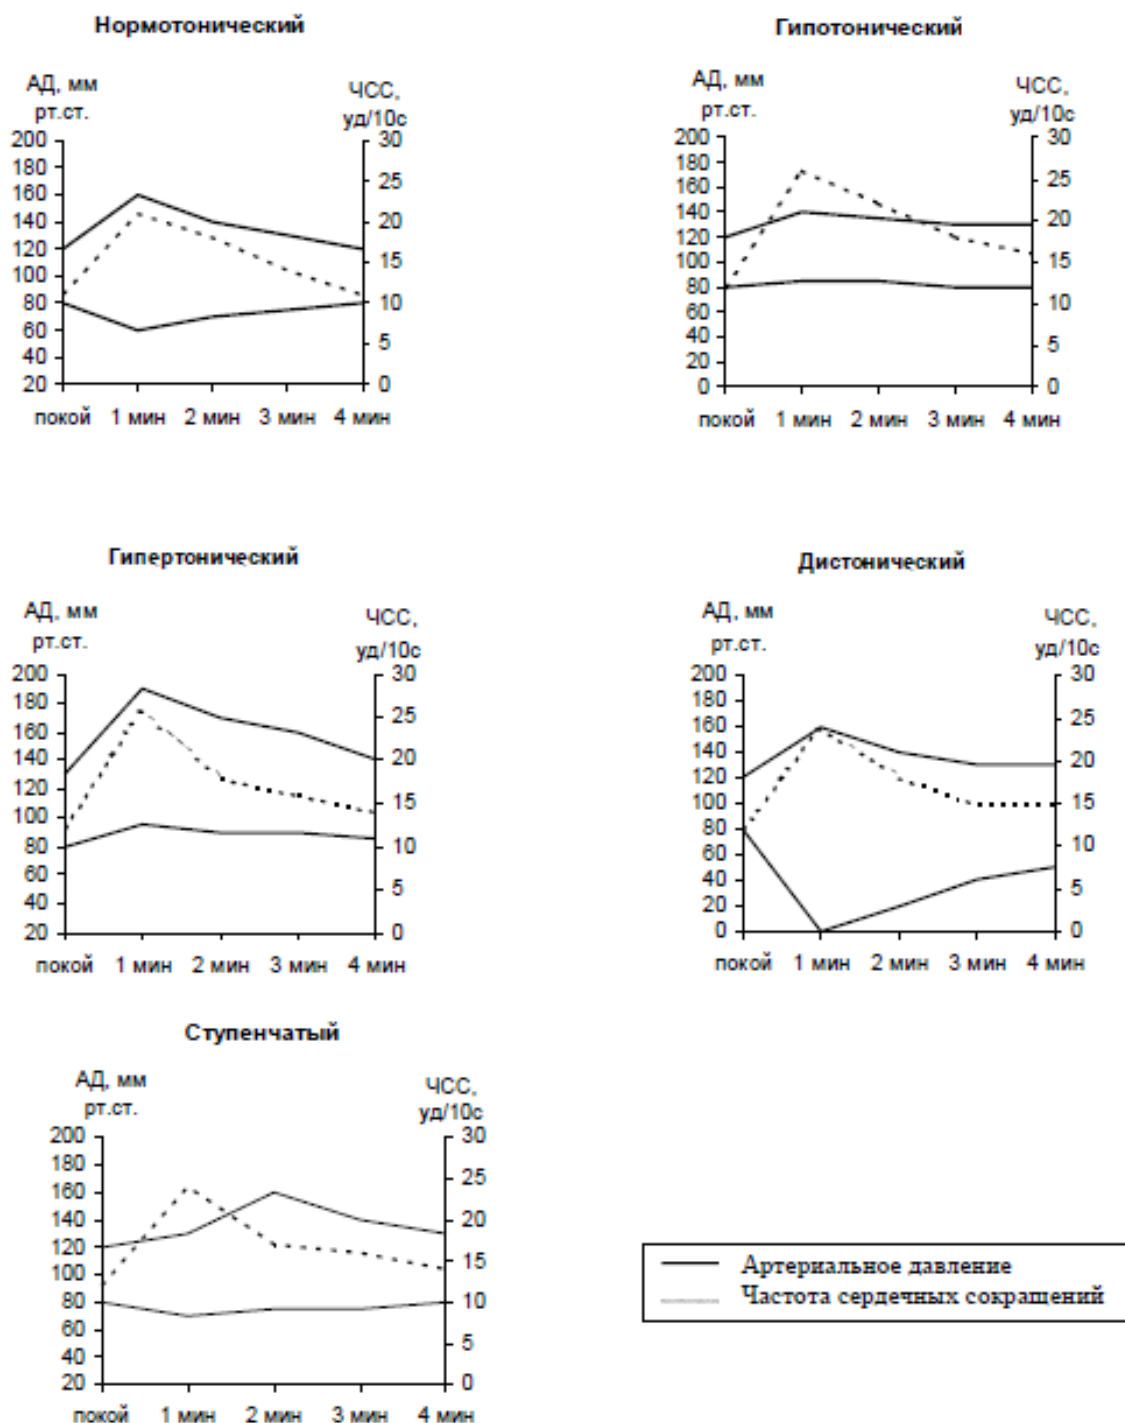 Нормотонический
АД, мм
рт.ст.
ЧСС,
уд/10с
200
180
160
140
120
100
80
60
40
20
30
25
20
15
10
5
0
покой 1 мин 2 мин 3 мин 4 мин
Гипотонический
АД, мм
рт.ст.
ЧСС,
уд/10с
200
180
160
140
120
100
80
60
40
20
0
30
25
20
15
10
5
0
покой 1 мин 2 мин 3 мин 4 мин
Гипертонический
АД, мм
рт.ст.
ЧСС,
уд/10с
200
180
160
140
120
100
80
60
40
20
30
25
20
15
10
5
0
покой 1 мин 2 мин 3 мин 4 мин
Дистонический
АД, мм
рт.ст.
ЧСС,
уд/10с
200
180
160
140
120
100
80
60
40
20
0
30
25
20
15
10
5
0
покой 1 мин 2 мин 3 мин 4 мин
Ступенчатый
АД, мм
рт.ст.
ЧСС,
уд/10с
200
180
160
140
120
100
80
60
40
20
30
25
20
15
10
5
0
покой 1 мин 2 мин 3 мин 4 мин
Артериальное давление
Частота сердечных сокращений